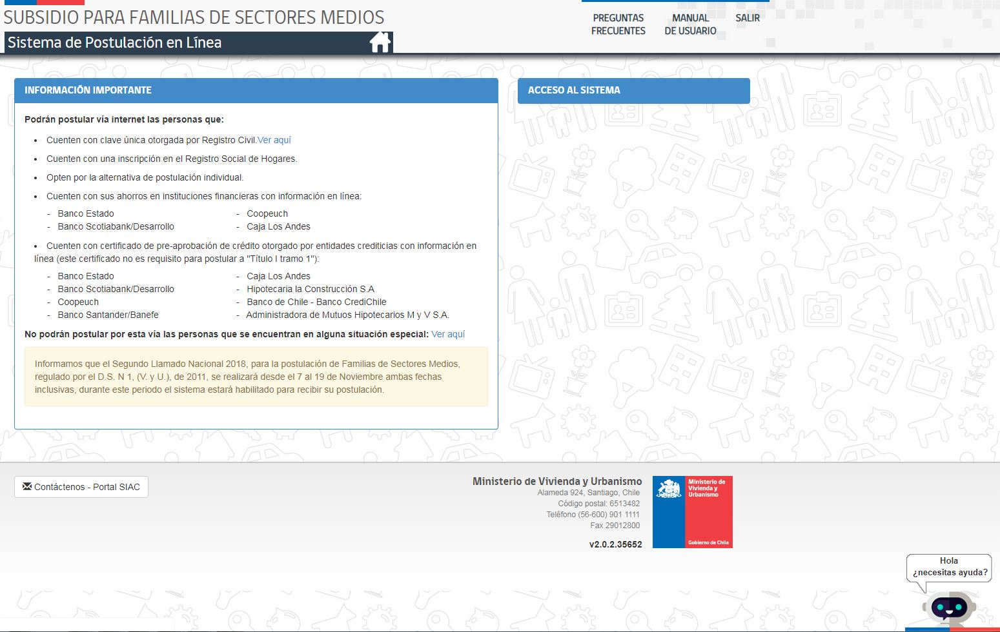 SUBSIDIO PARA FAMILIAS DE SECTORES MEDIOS
Sistema de Postulación en Línea
PREGUNTAS
FRECUENTES
MANUAL
DE USUARIO
SALIR
INFORMACIÓN IMPORTANTE
Podrán postular vía internet las personas que:
• Cuenten con clave única otorgada por Registro Civil.Ver aquí
• Cuenten con una inscripción en el Registro Social de Hogares.
• Opten por la alternativa de postulación individual.
• Cuenten con sus ahorros en instituciones financieras con información en línea:
- Banco Estado
- Banco Scotiabank/Desarrollo
- Coopeuch
- Caja Los Andes
• Cuenten con certificado de pre-aprobación de crédito otorgado por entidades crediticias con información en
línea (este certificado no es requisito para postular a "Título I tramo 1"):
- Banco Estado
- Banco Scotiabank/Desarrollo
- Coopeuch
- Banco Santander/Banefe
- Caja Los Andes
- Hipotecaria la Construcción S.A
- Banco de Chile - Banco CrediChile
- Administradora de Mutuos Hipotecarios M y V S.A.
No podrán postular por esta vía las personas que se encuentran en alguna situación especial: Ver aquí
Informamos que el Segundo Llamado Nacional 2018, para la postulación de Familias de Sectores Medios,
regulado por el D.S. N 1, (V. y U.), de 2011, se realizará desde el 7 al 19 de Noviembre ambas fechas
inclusivas, durante este periodo el sistema estará habilitado para recibir su postulación.
ACCESO AL SISTEMA
Contáctenos - Portal SIAC
Ministerio de Vivienda y Urbanismo
Alameda 924, Santiago, Chile
Código postal: 6513482
Teléfono (56-600) 901 1111
Fax 29012800
v2.0.2.35652
Ministerio de
Vivienda y
Urbanismo
Gobierno de Chile
Hola
¿necesitas ayuda?